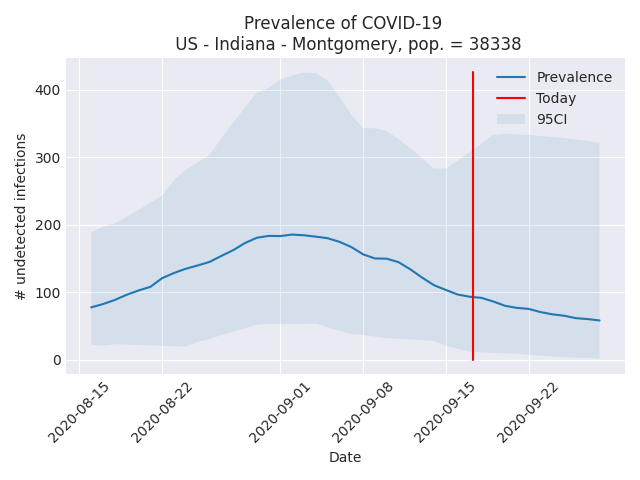 Prevalence of COVID-19
US - Indiana - Montgomery, pop. = 38338
# undetected infections
400
300
200
100
0
Prevalence
Today
95CI
2020-08-15
2020-08-22
2020-09-01
2020-09-08
2020-09-15
2020-09-22
Date